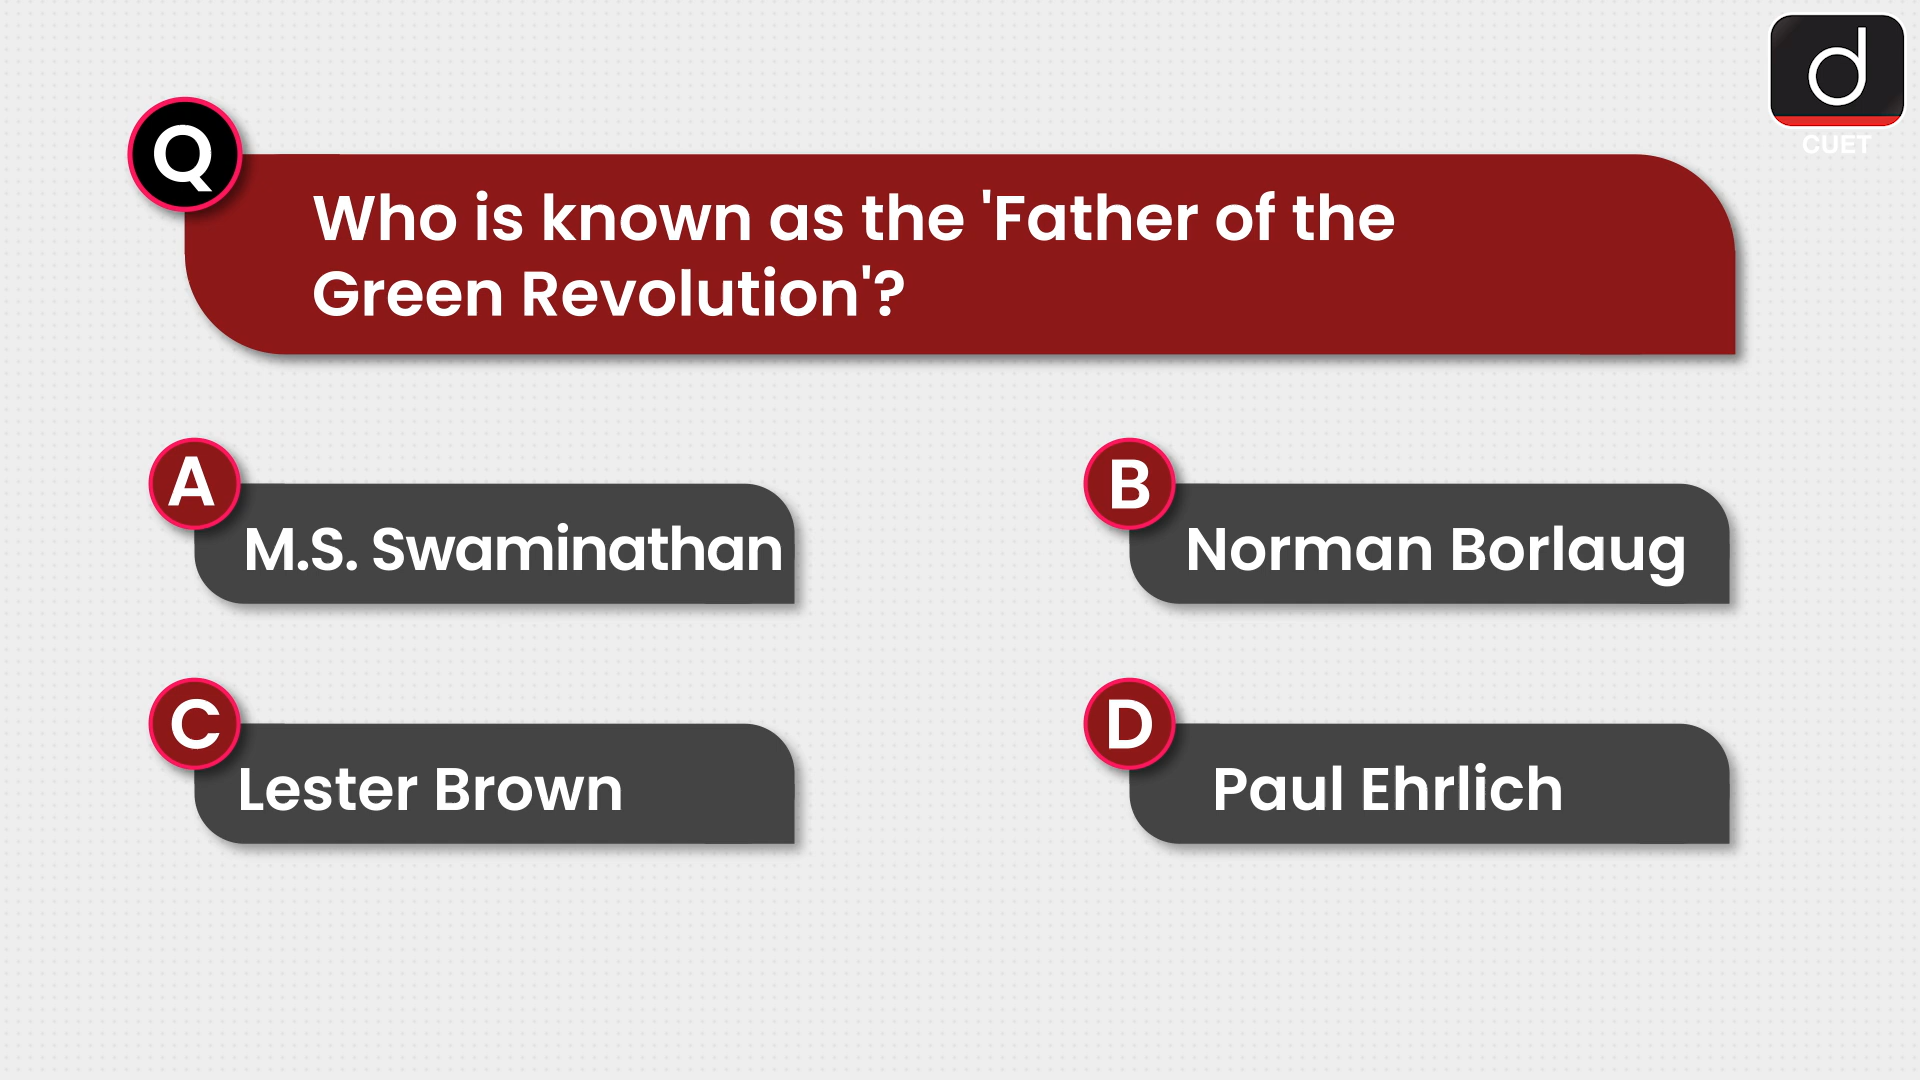 d
CUET
Q
Who is known as the 'Father of the
Green Revolution'?
A
M.S. Swaminathan
B
Norman Borlaug
C
Lester Brown
D
Paul Ehrlich